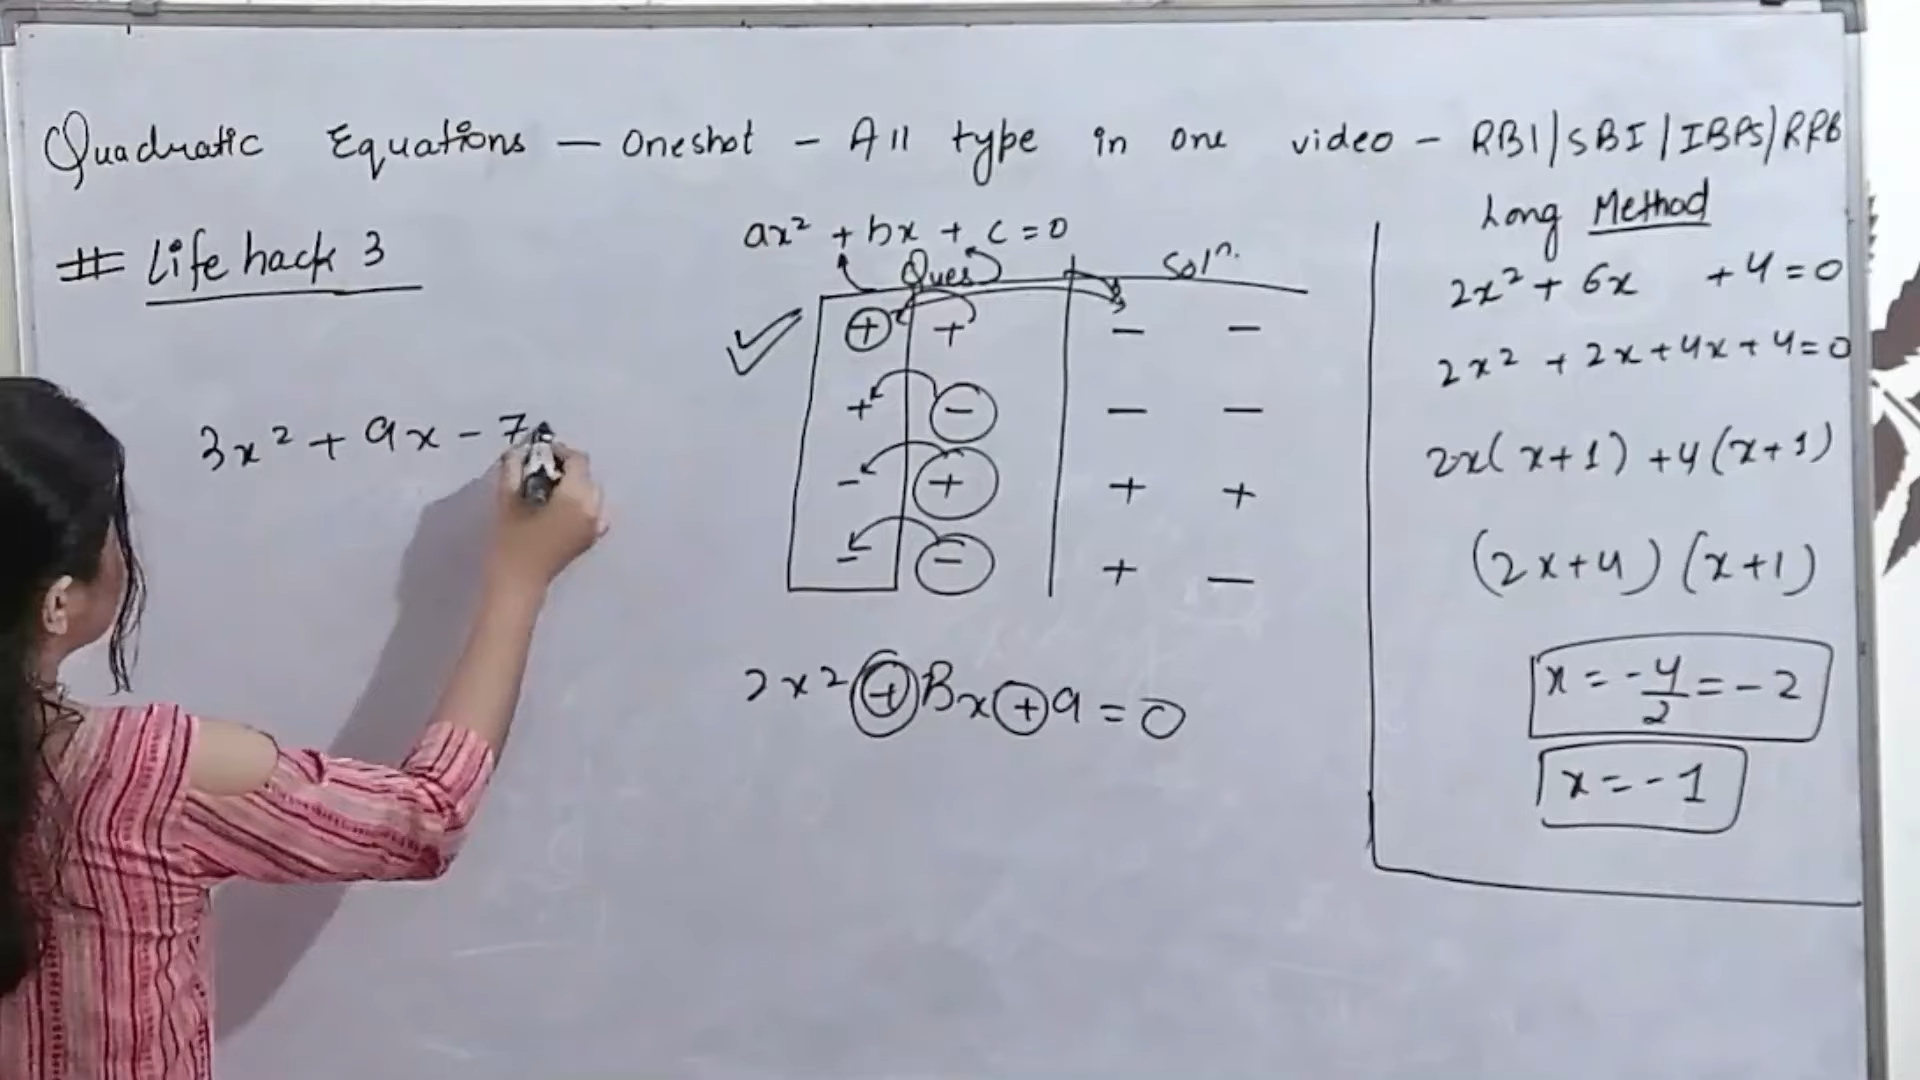 Quadratic Equations – Oneshot – All type in one video – RBI/SBI/IBPS/RRB
# Life hack 3
3x² + 9x - 7
ax² + bx + c = 0
Ques Solⁿ.
+ + - -
+ - - -
- + + +
- - + -
2x² + Bx + 9 = 0
Long Method
2x² + 6x + 4 = 0
2x² + 2x + 4x + 4 = 0
2x(x+1) + 4(x+1)
(2x+4) (x+1)
x = -4/2 = -2
x = -1